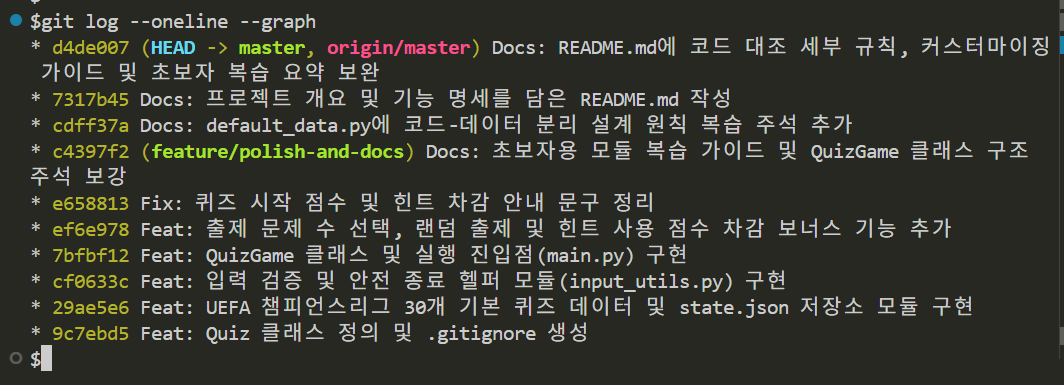 $git log --oneline --graph
* d4de007 (HEAD -> master, origin/master) Docs: README.md에 코드 대조 세부 규칙, 커스터마이징
가이드 및 초보자 복습 요약 보완
* 7317b45 Docs: 프로젝트 개요 및 기능 명세를 담은 README.md 작성
* cdff37a Docs: default_data.py에 코드-데이터 분리 설계 원칙 복습 주석 추가
* c4397f2 (feature/polish-and-docs) Docs: 초보자용 모듈 복습 가이드 및 QuizGame 클래스 구조
주석 보강
* e658813 Fix: 퀴즈 시작 점수 및 힌트 차감 안내 문구 정리
* ef6e978 Feat: 출제 문제 수 선택, 랜덤 출제 및 힌트 사용 점수 차감 보너스 기능 추가
* 7bfbf12 Feat: QuizGame 클래스 및 실행 진입점(main.py) 구현
* cf0633c Feat: 입력 검증 및 안전 종료 헬퍼 모듈(input_utils.py) 구현
* 29ae5e6 Feat: UEFA 챔피언스리그 30개 기본 퀴즈 데이터 및 state.json 저장소 모듈 구현
* 9c7ebd5 Feat: Quiz 클래스 정의 및 .gitignore 생성
$